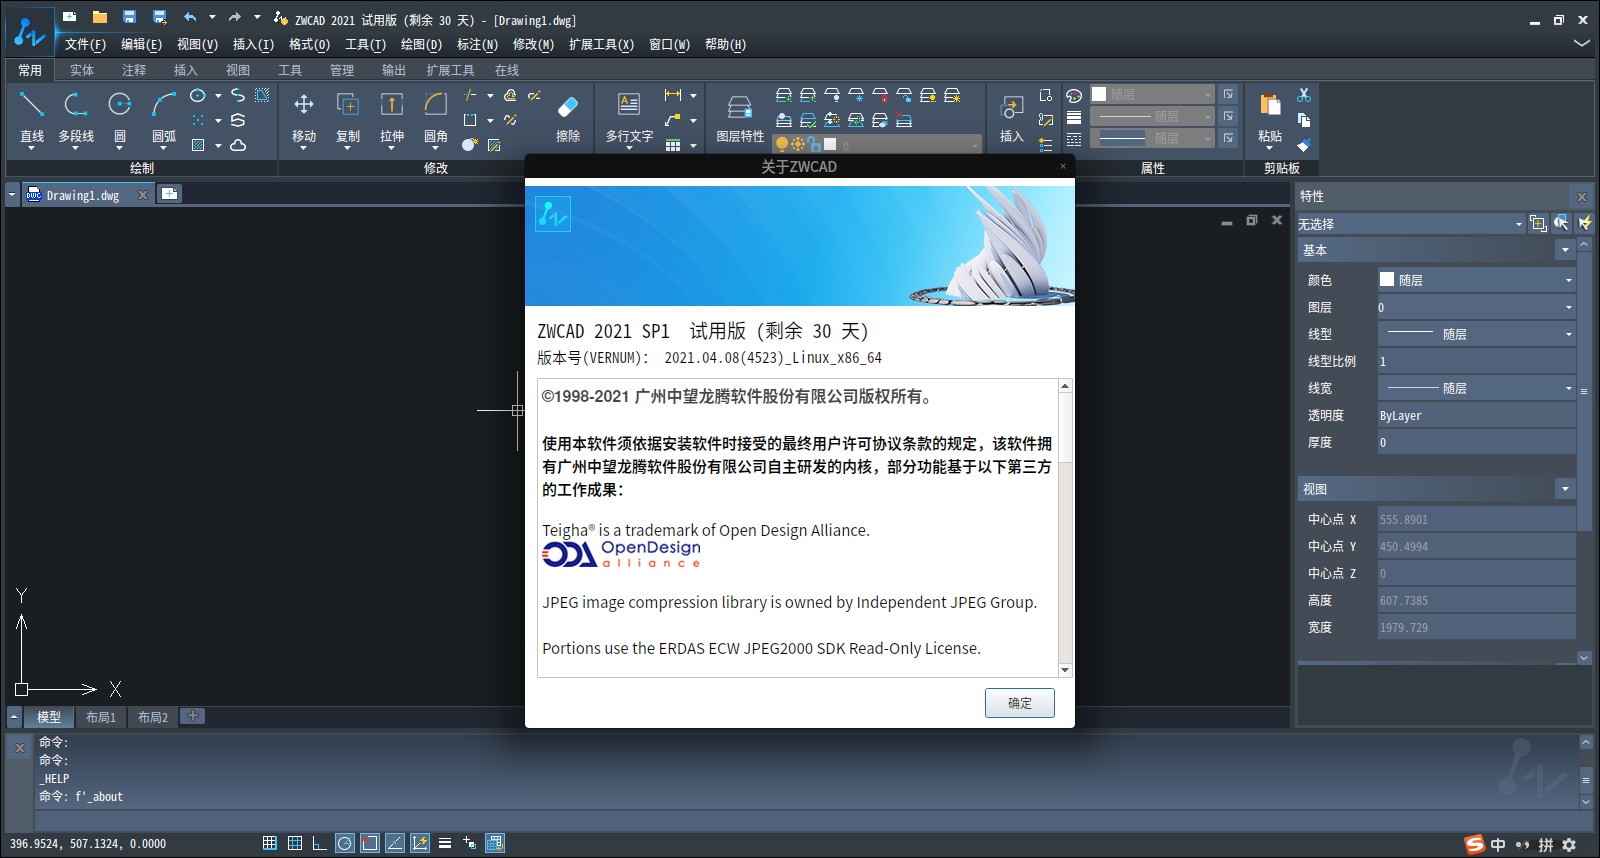 ZWCAD 2021 试用版 (剩余 30 天) - [Drawing1.dwg]
文件(F) 编辑(E) 视图(V) 插入(I) 格式(O) 工具(T) 绘图(D) 标注(N) 修改(M) 扩展工具(X) 窗口(W) 帮助(H)
常用 实体 注释 插入 视图 工具 管理 输出 扩展工具 在线
随层
随层
随层
直线 多段线 圆 圆弧 移动 复制 拉伸 圆角 擦除 多行文字 图层特性 插入 粘贴
0
绘制 修改 属性 剪贴板
Drawing1.dwg
关于ZWCAD
ZWCAD 2021 SP1 试用版 (剩余 30 天)
版本号(VERNUM): 2021.04.08(4523)_Linux_x86_64
©1998-2021 广州中望龙腾软件股份有限公司版权所有。
使用本软件须依据安装软件时接受的最终用户许可协议条款的规定，该软件拥
有广州中望龙腾软件股份有限公司自主研发的内核，部分功能基于以下第三方
的工作成果：
Teigha® is a trademark of Open Design Alliance.
ODA OpenDesign
alliance
JPEG image compression library is owned by Independent JPEG Group.
Portions use the ERDAS ECW JPEG2000 SDK Read-Only License.
确定
特性
无选择
基本
颜色 随层
图层 0
线型 随层
线型比例 1
线宽 随层
透明度 ByLayer
厚度 0
视图
中心点 X 555.8901
中心点 Y 450.4994
中心点 Z 0
高度 607.7385
宽度 1979.729
Y
X
模型 布局1 布局2
命令:
命令:
_HELP
命令: f'_about
396.9524, 507.1324, 0.0000
S 中 拼